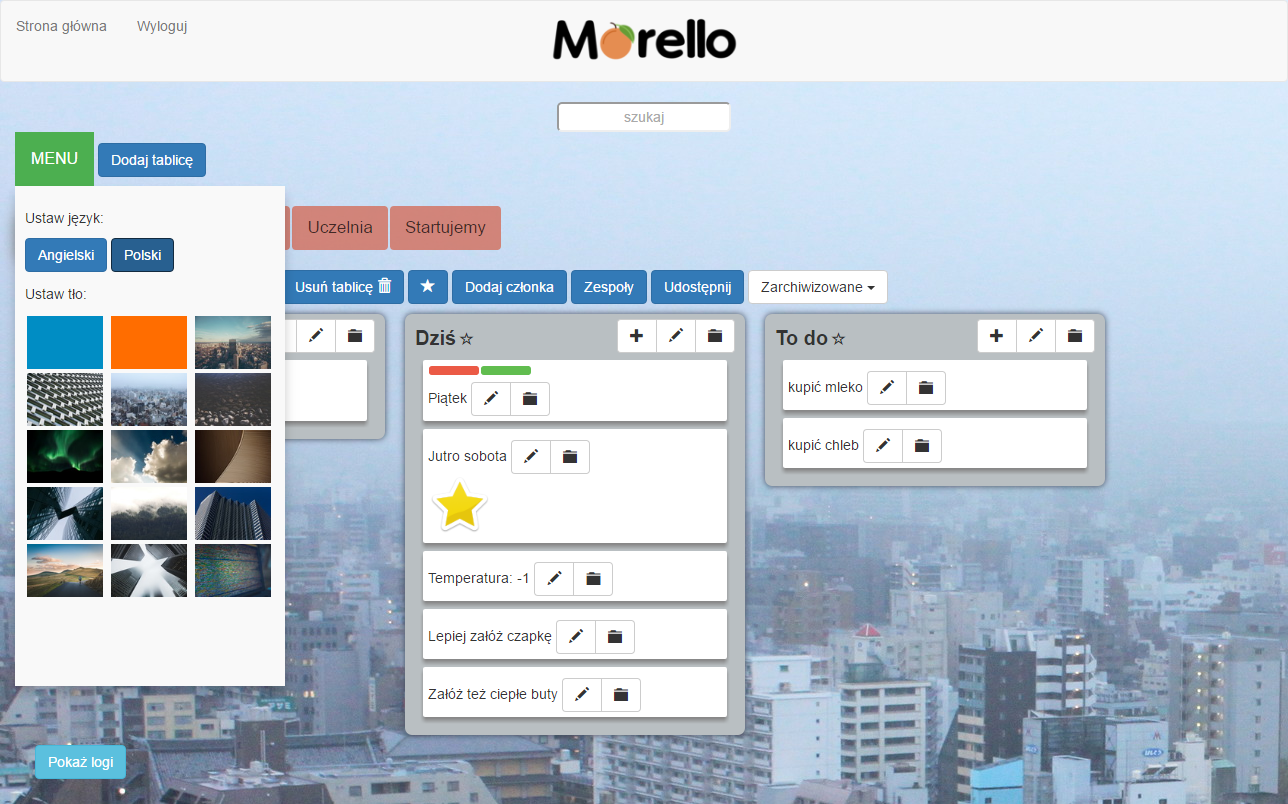 Strona główna
Wyloguj
Morello
szukaj
MENU
Dodaj tablicę
Ustaw język:
Angielski
Polski
Ustaw tło:
Uczelnia
Startujemy
Usuń tablicę
Dodaj członka
Zespoły
Udostępnij
Zarchiwizowane
Dziś
Piątek
Jutro sobota
Temperatura: -1
Lepiej załóż czapkę
Załóż też ciepłe buty
To do
kupić mleko
kupić chleb
Pokaż logi